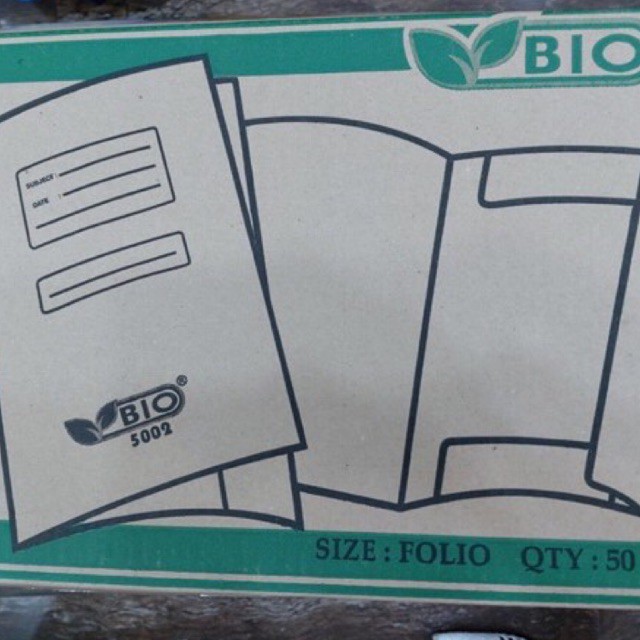 BIO
SUBJECT :
DATE :
BIO®
5002
SIZE : FOLIO QTY : 50